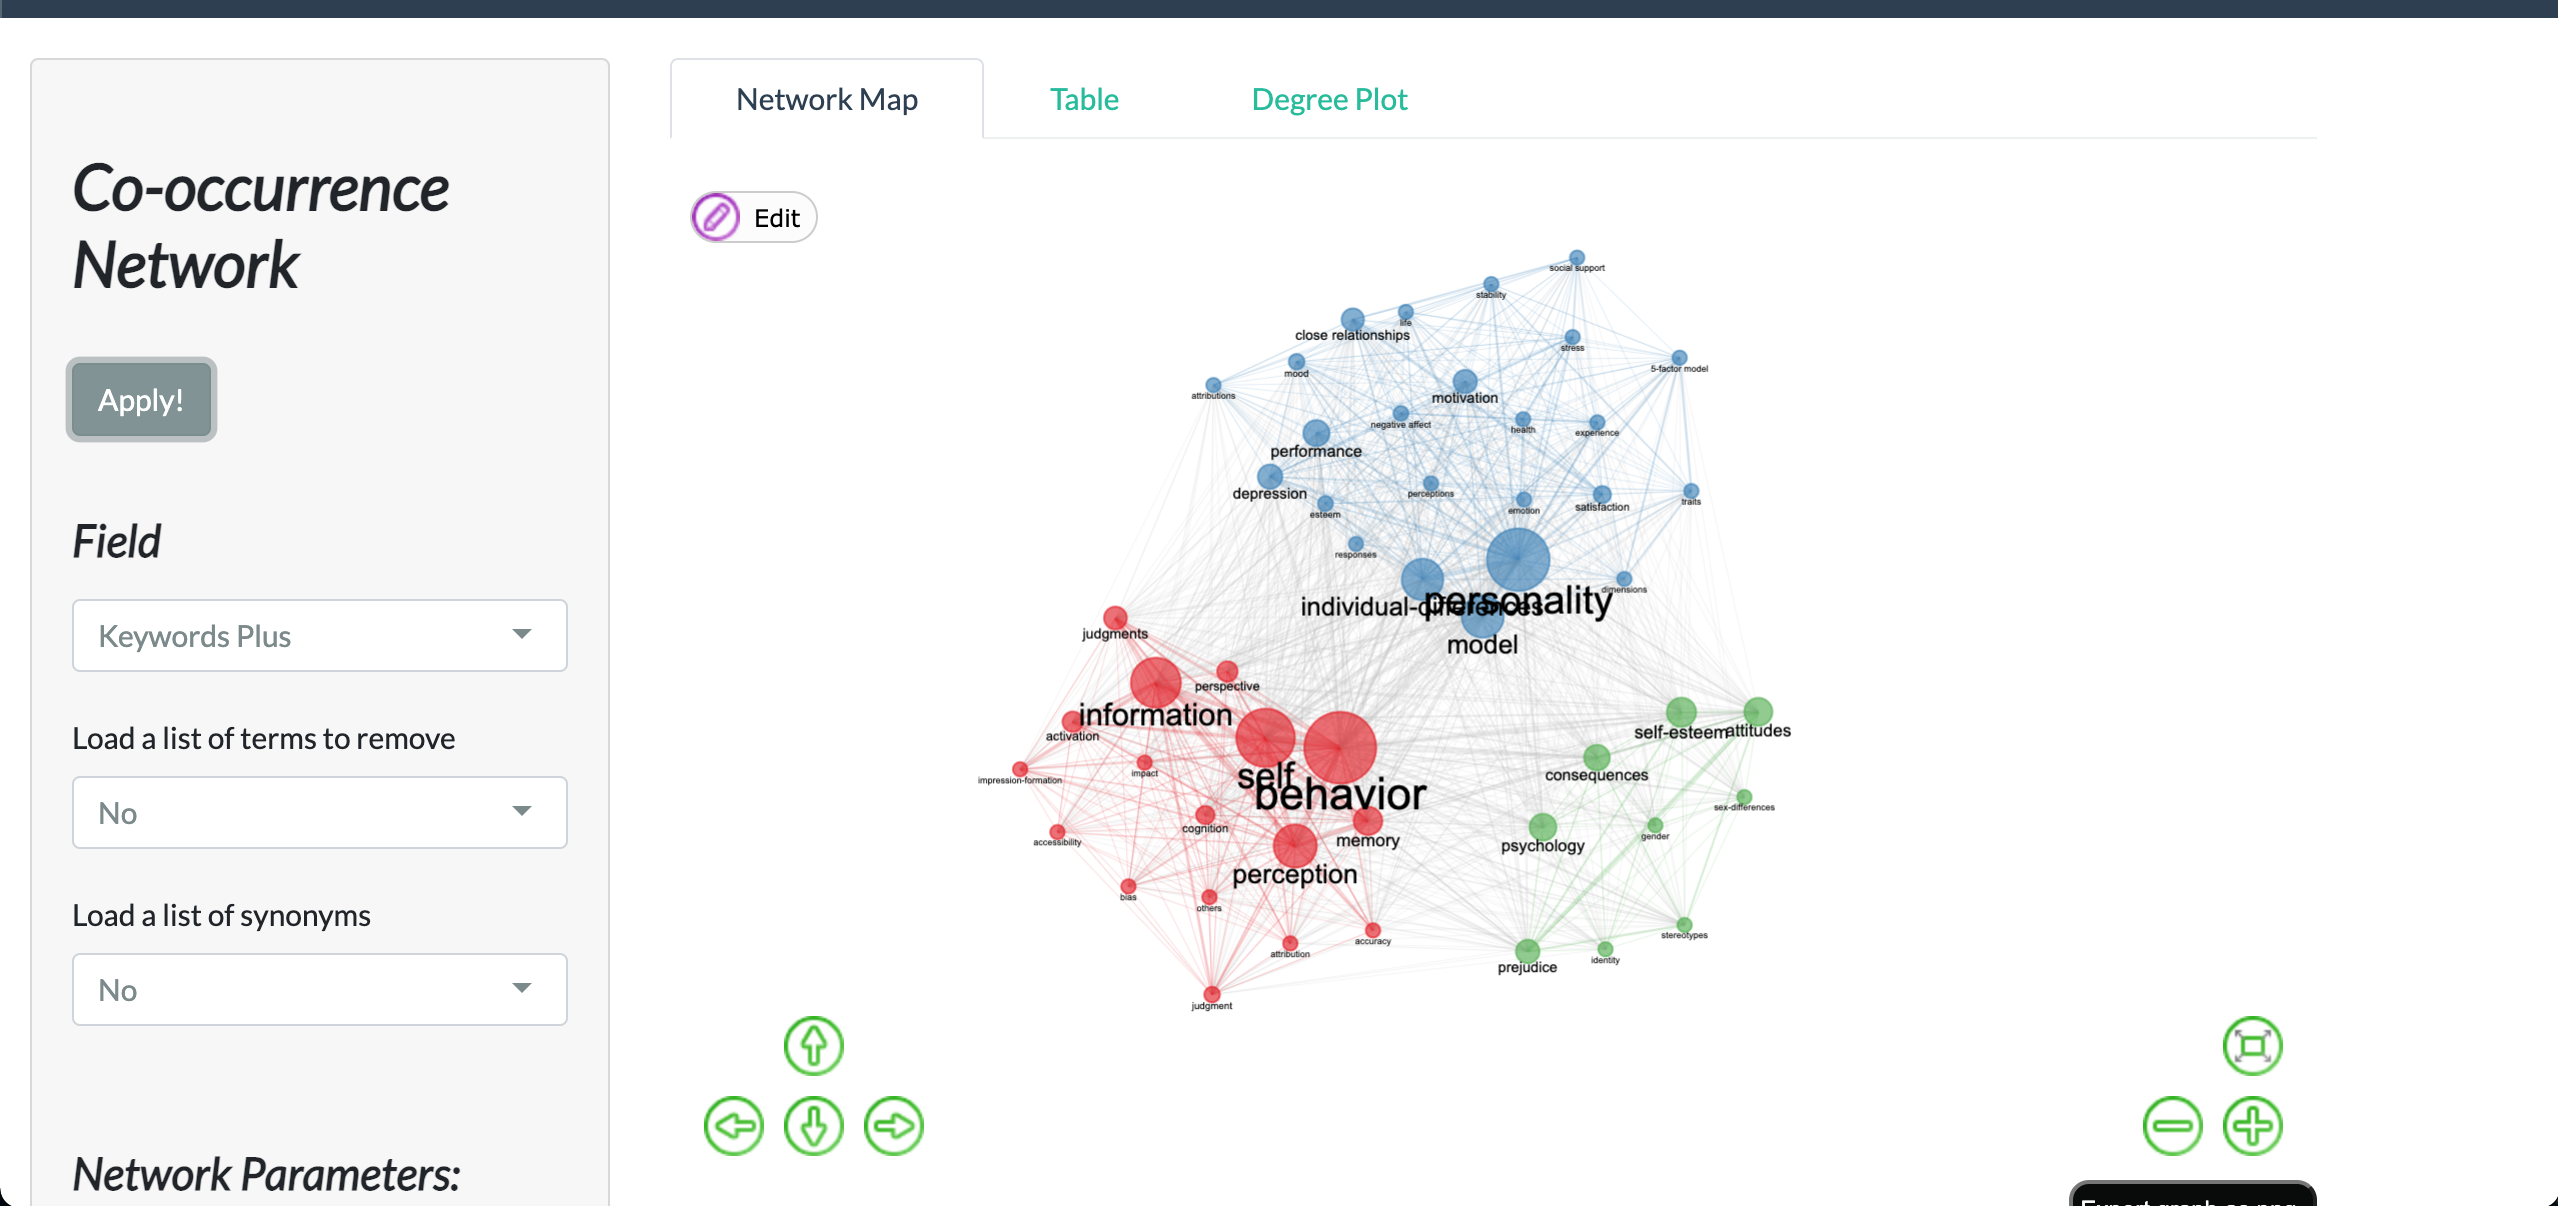 Network Map
Table
Degree Plot
Co-occurrence
Network
Apply!
Field
Keywords Plus
Load a list of terms to remove
No
Load a list of synonyms
No
Network Parameters:
Edit
social support
stability
life
close relationships
stress
5-factor model
mood
attributions
motivation
negative affect
health
experience
performance
depression
perceptions
esteem
emotion
satisfaction
traits
responses
dimensions
individual-differences
personality
model
judgments
perspective
information
activation
impression-formation
impact
self
behavior
cognition
memory
accessibility
perception
bias
others
attribution
accuracy
judgment
self-esteem
attitudes
consequences
sex-differences
psychology
gender
stereotypes
prejudice
identity
Export graph as png